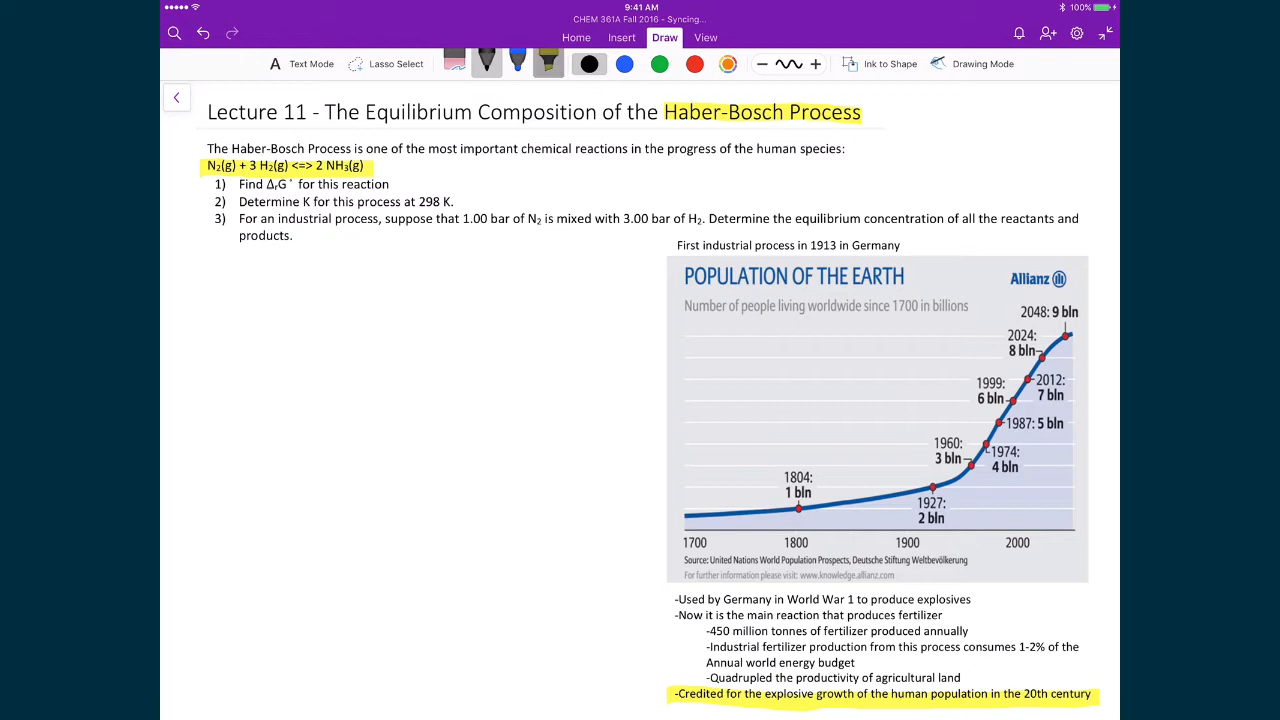 9:41 AM
100%
CHEM 361A Fall 2016 - Syncing...
Home Insert Draw View
A Text Mode Lasso Select Ink to Shape Drawing Mode
Lecture 11 - The Equilibrium Composition of the Haber-Bosch Process
The Haber-Bosch Process is one of the most important chemical reactions in the progress of the human species:
N₂(g) + 3 H₂(g) <=> 2 NH₃(g)
1) Find ΔᵣG˚ for this reaction
2) Determine K for this process at 298 K.
3) For an industrial process, suppose that 1.00 bar of N₂ is mixed with 3.00 bar of H₂. Determine the equilibrium concentration of all the reactants and
products.
First industrial process in 1913 in Germany
POPULATION OF THE EARTH
Allianz
Number of people living worldwide since 1700 in billions
2048: 9 bln
2024:
8 bln
2012:
7 bln
1999:
6 bln
1987: 5 bln
1974:
4 bln
1960:
3 bln
1927:
2 bln
1804:
1 bln
1700 1800 1900 2000
Source: United Nations World Population Prospects, Deutsche Stiftung Weltbevölkerung
For further information please visit: www.knowledge.allianz.com
-Used by Germany in World War 1 to produce explosives
-Now it is the main reaction that produces fertilizer
-450 million tonnes of fertilizer produced annually
-Industrial fertilizer production from this process consumes 1-2% of the
Annual world energy budget
-Quadrupled the productivity of agricultural land
-Credited for the explosive growth of the human population in the 20th century